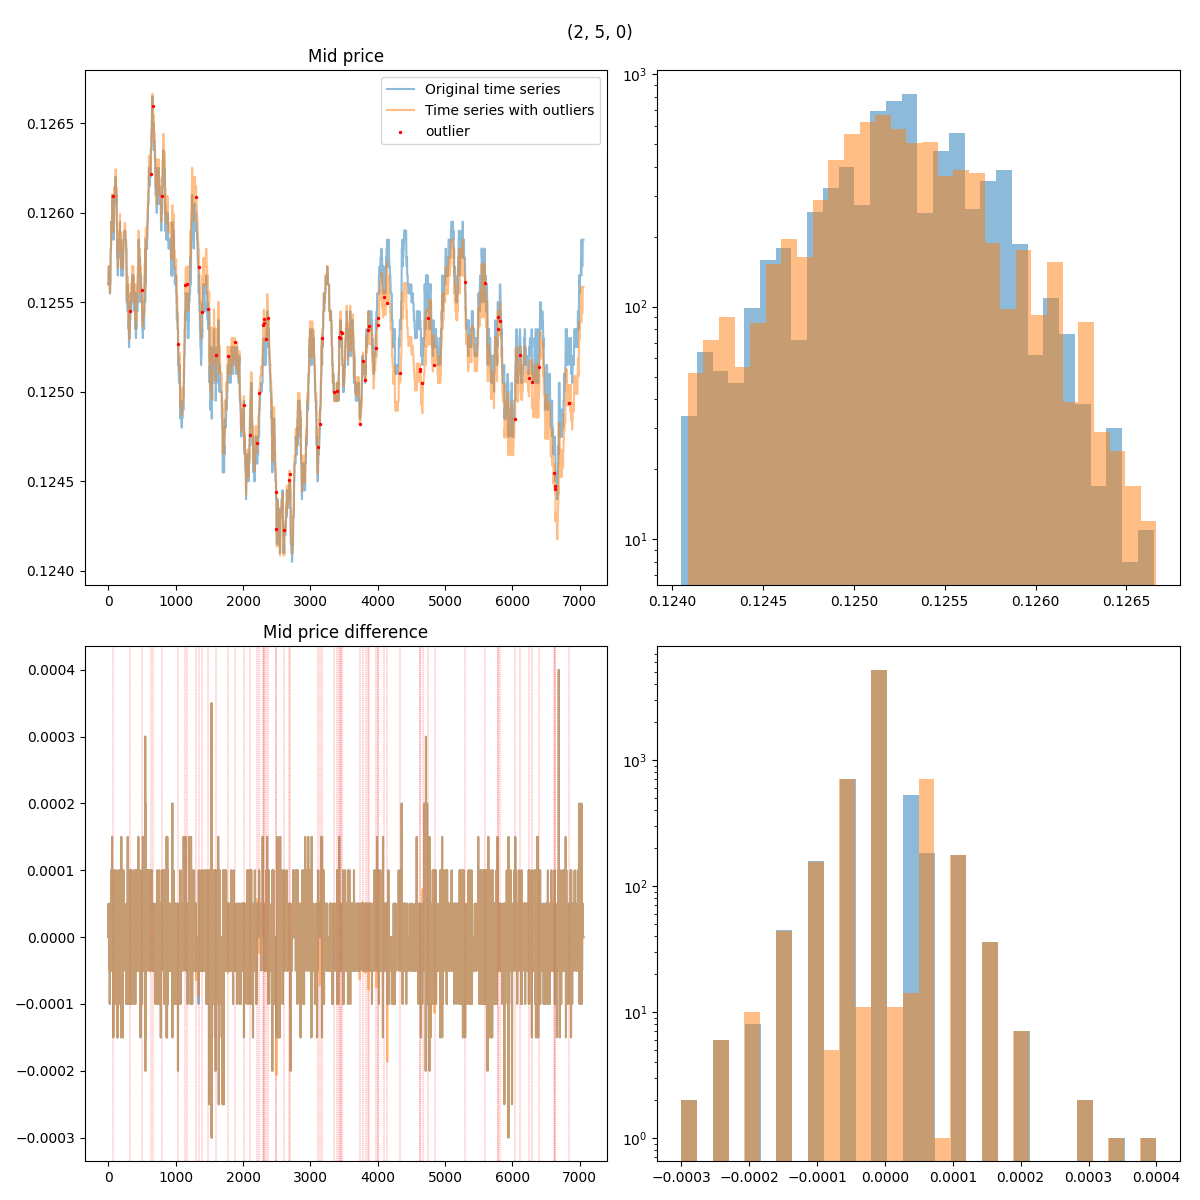 (2, 5, 0)
Mid price
Original time series
Time series with outliers
outlier
0.1265
0.1260
0.1255
0.1250
0.1245
0.1240
0 1000 2000 3000 4000 5000 6000 7000
10³
10²
10¹
0.1240 0.1245 0.1250 0.1255 0.1260 0.1265
Mid price difference
0.0004
0.0003
0.0002
0.0001
0.0000
−0.0001
−0.0002
−0.0003
0 1000 2000 3000 4000 5000 6000 7000
10³
10²
10¹
10⁰
−0.0003 −0.0002 −0.0001 0.0000 0.0001 0.0002 0.0003 0.0004